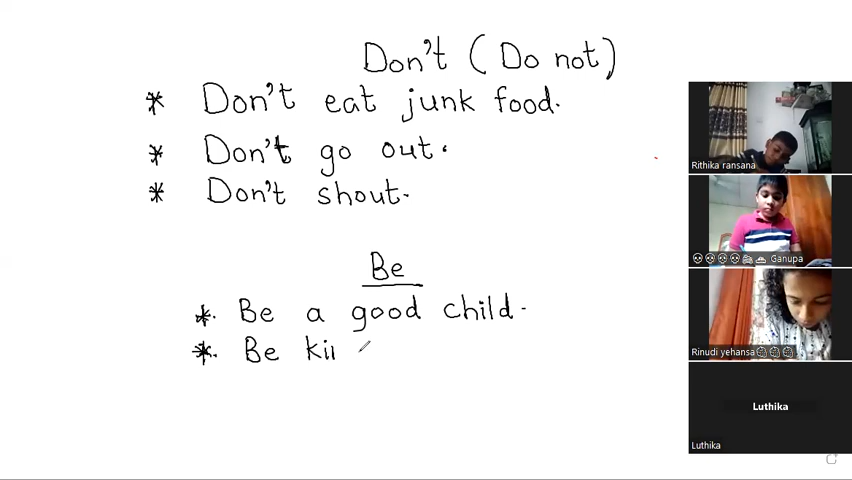 Don't (Do not)
* Don't eat junk food.
* Don't go out.
* Don't shout.
Be
*. Be a good child.
*. Be kii
Rithika ransana
💀💀💀💀🚓🛳 Ganupa
Rinudi yehansa🍪🍪🍪
Luthika
Luthika